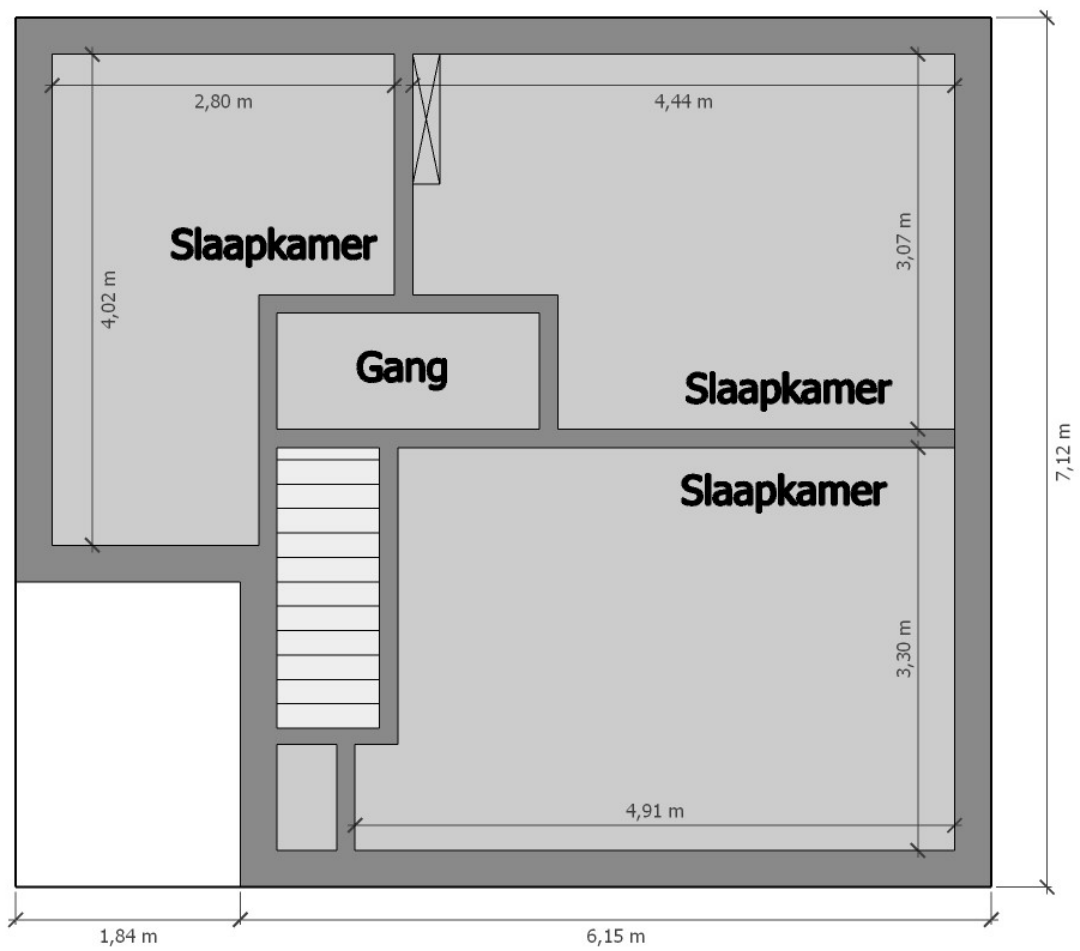 2,80 m
4,44 m
Slaapkamer
3,07 m
4,02 m
Gang
Slaapkamer
7,12 m
Slaapkamer
3,30 m
4,91 m
1,84 m
6,15 m